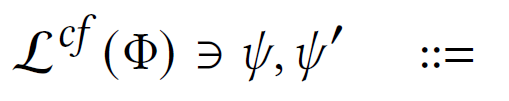 ℒ^{cf}(Φ) ∋ ψ, ψ′ ::=